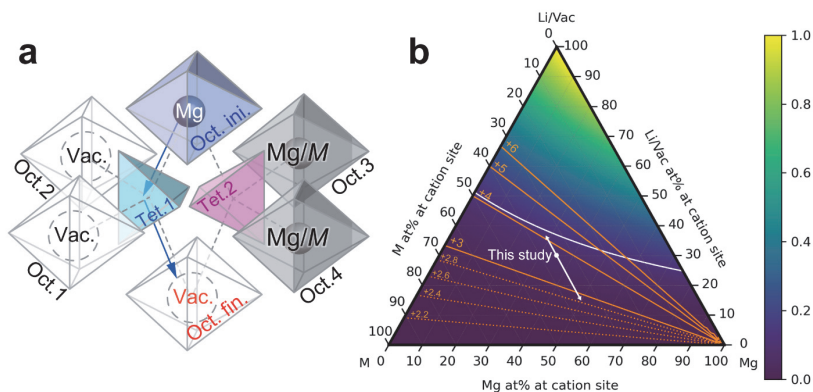 a
Mg
Oct. ini.
Vac.
Oct.2
Tet.1
Tet.2
Mg/M
Oct.3
Vac.
Oct.1
Mg/M
Oct.4
Vac.
Oct. fin.
b
Li/Vac
0 100
10 90
20 80
30 70
40 60
50 50
60 40
70 30
80 20
90 10
100 0
M at% at cation site
Li/Vac at% at cation site
+6
+5
+4
+3
+2.8
+2.6
+2.4
+2.2
This study
M
Mg
0 10 20 30 40 50 60 70 80 90 100
Mg at% at cation site
1.0
0.8
0.6
0.4
0.2
0.0